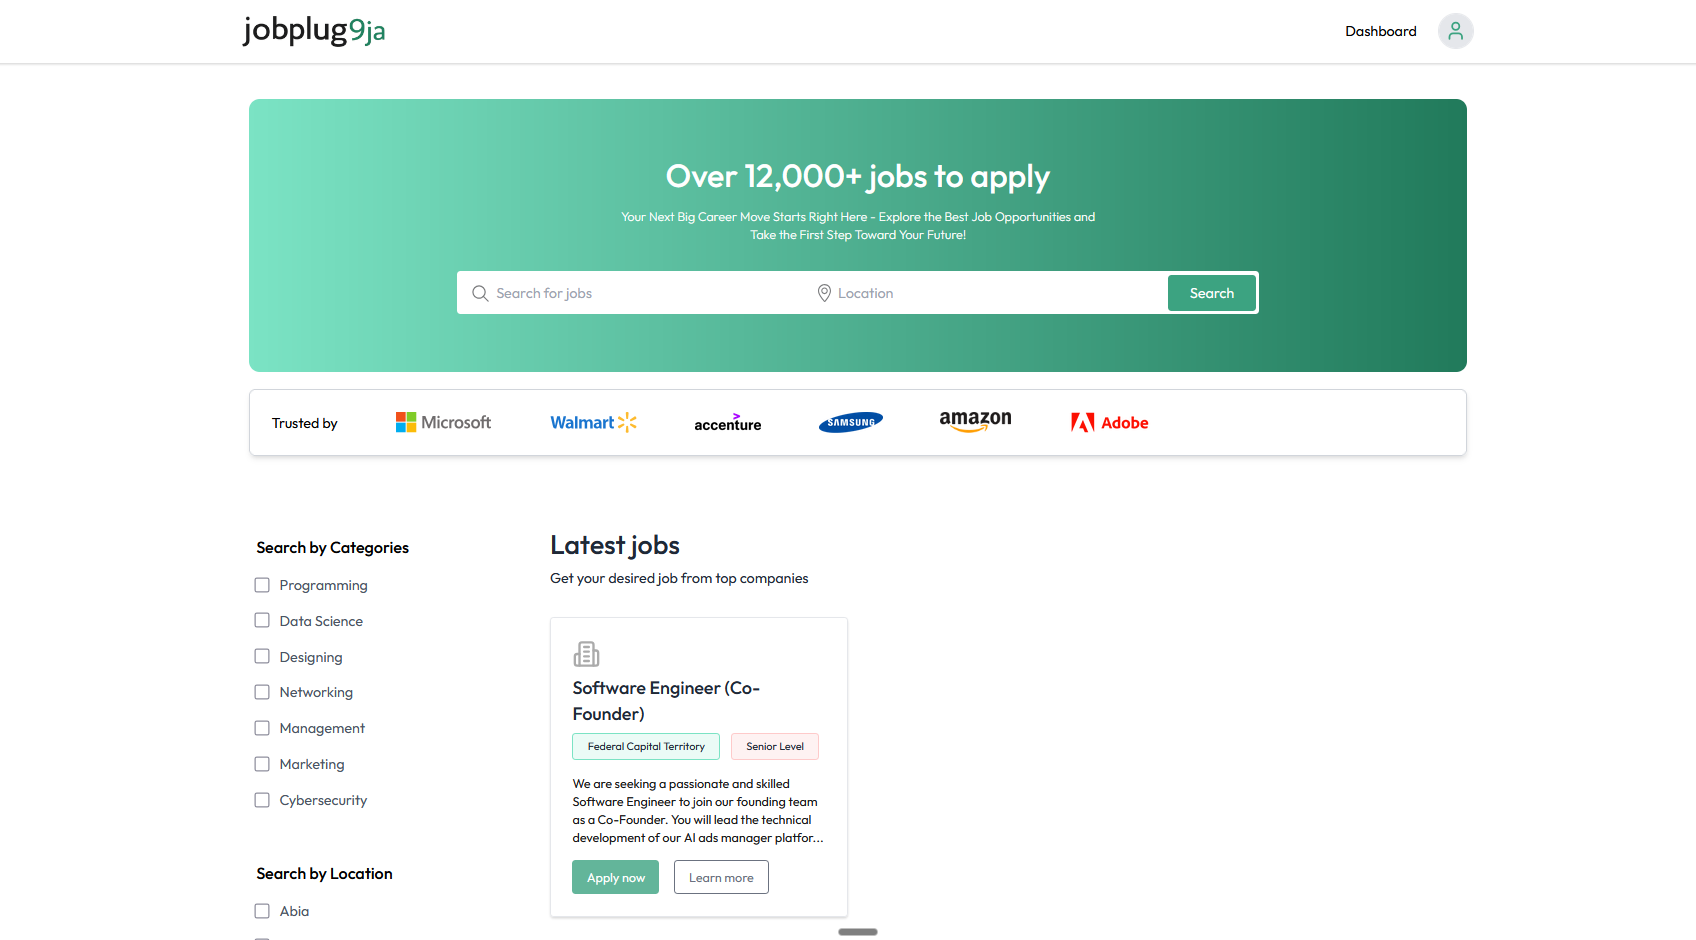 jobplug9ja
Dashboard
Over 12,000+ jobs to apply
Your Next Big Career Move Starts Right Here - Explore the Best Job Opportunities and
Take the First Step Toward Your Future!
Search for jobs
Location
Search
Trusted by
Microsoft
Walmart
accenture
SAMSUNG
amazon
Adobe
Search by Categories
Programming
Data Science
Designing
Networking
Management
Marketing
Cybersecurity
Search by Location
Abia
Latest jobs
Get your desired job from top companies
Software Engineer (Co-
Founder)
Federal Capital Territory
Senior Level
We are seeking a passionate and skilled
Software Engineer to join our founding team
as a Co-Founder. You will lead the technical
development of our AI ads manager platfor...
Apply now
Learn more